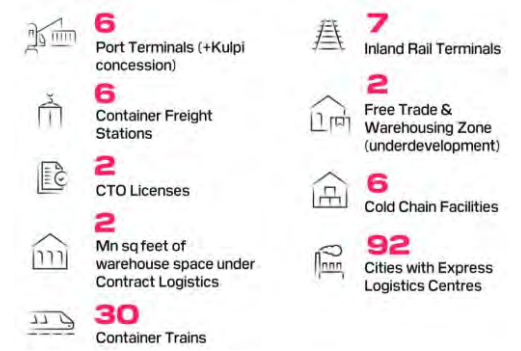 6
Port Terminals (+Kulpi
concession)
6
Container Freight
Stations
2
CTO Licenses
2
Mn sq feet of
warehouse space under
Contract Logistics
30
Container Trains
7
Inland Rail Terminals
2
Free Trade &
Warehousing Zone
(underdevelopment)
6
Cold Chain Facilities
92
Cities with Express
Logistics Centres